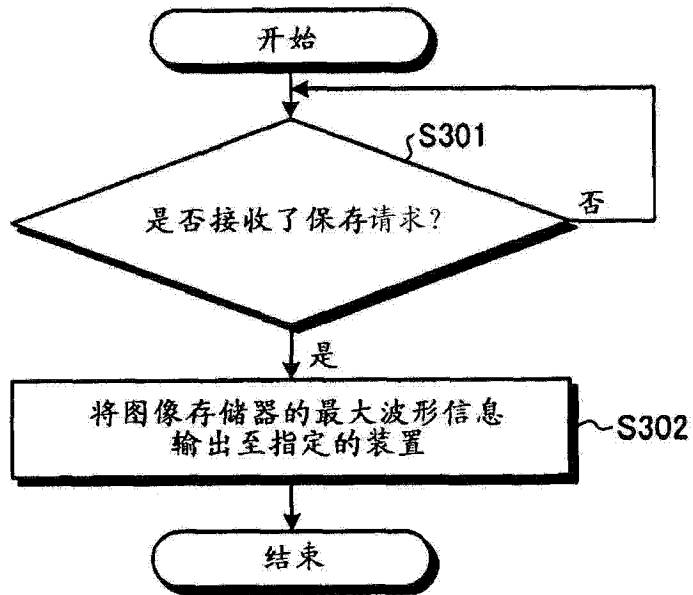 开始
S301
是否接收了保存请求?
否
是
将图像存储器的最大波形信息
输出至指定的装置
S302
结束